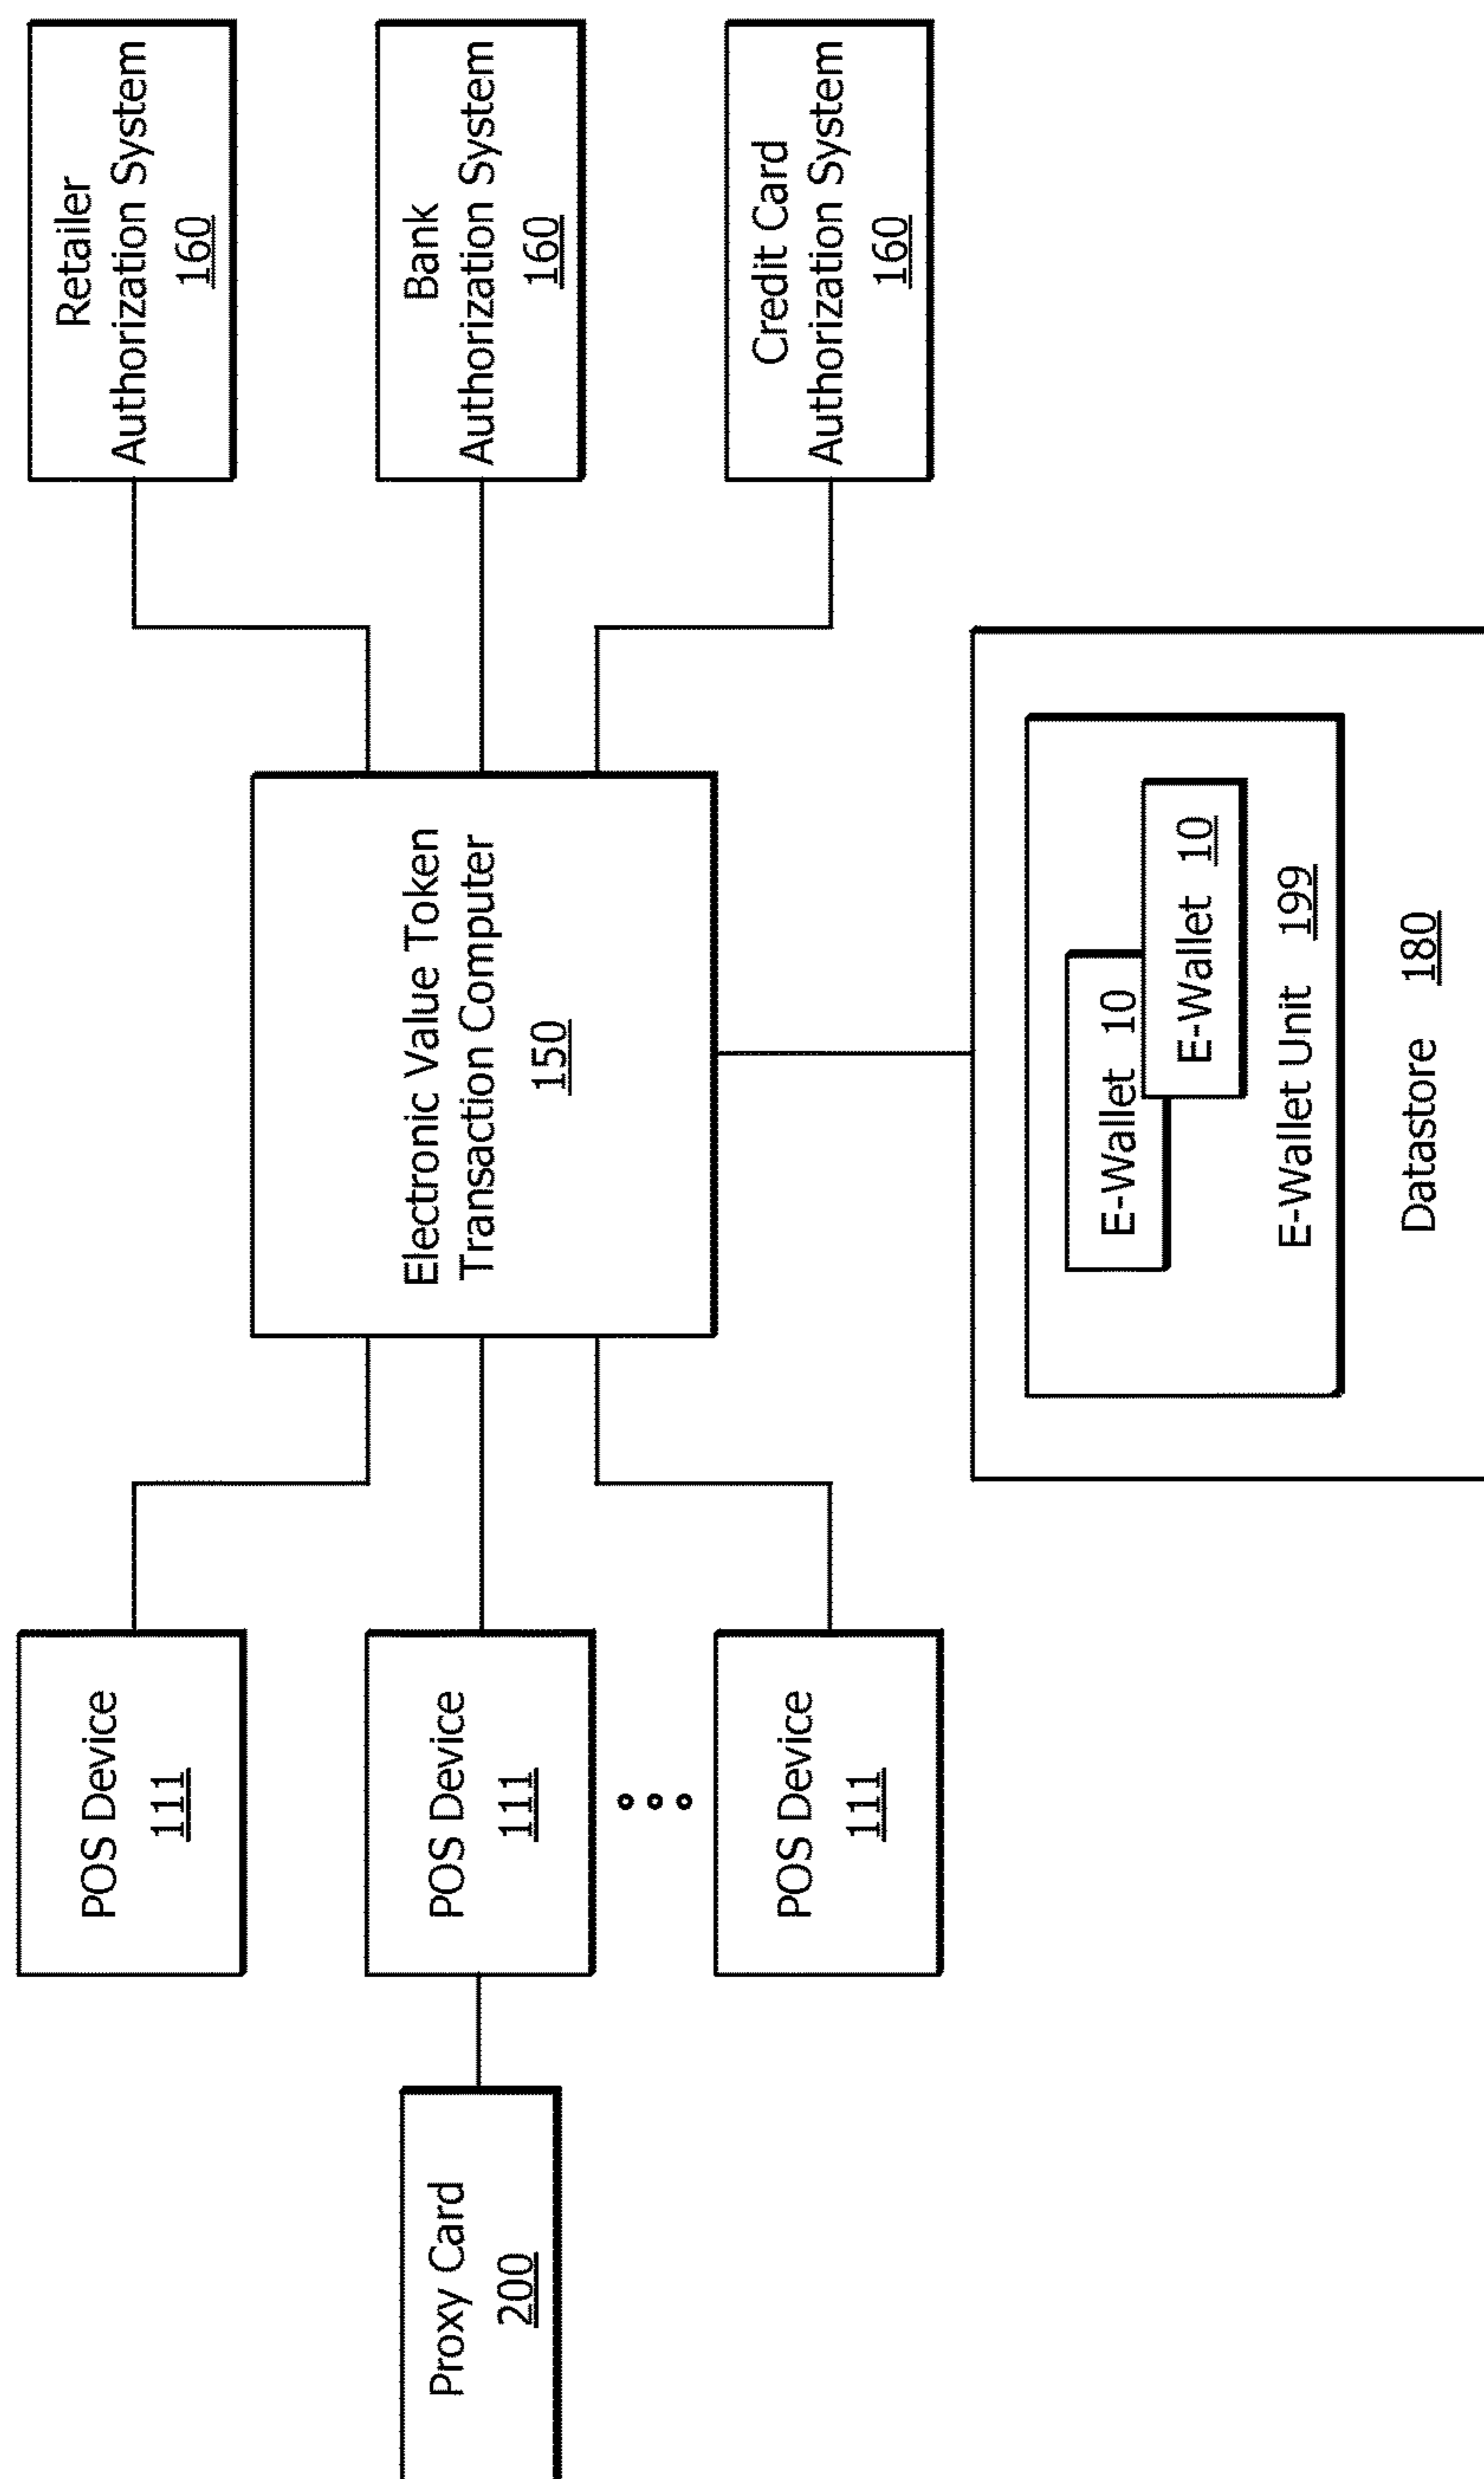 Proxy Card
200
POS Device
111
POS Device
111
POS Device
111
Electronic Value Token
Transaction Computer
150
Retailer
Authorization System
160
Bank
Authorization System
160
Credit Card
Authorization System
160
E-Wallet 10
E-Wallet 10
E-Wallet Unit 199
Datastore 180